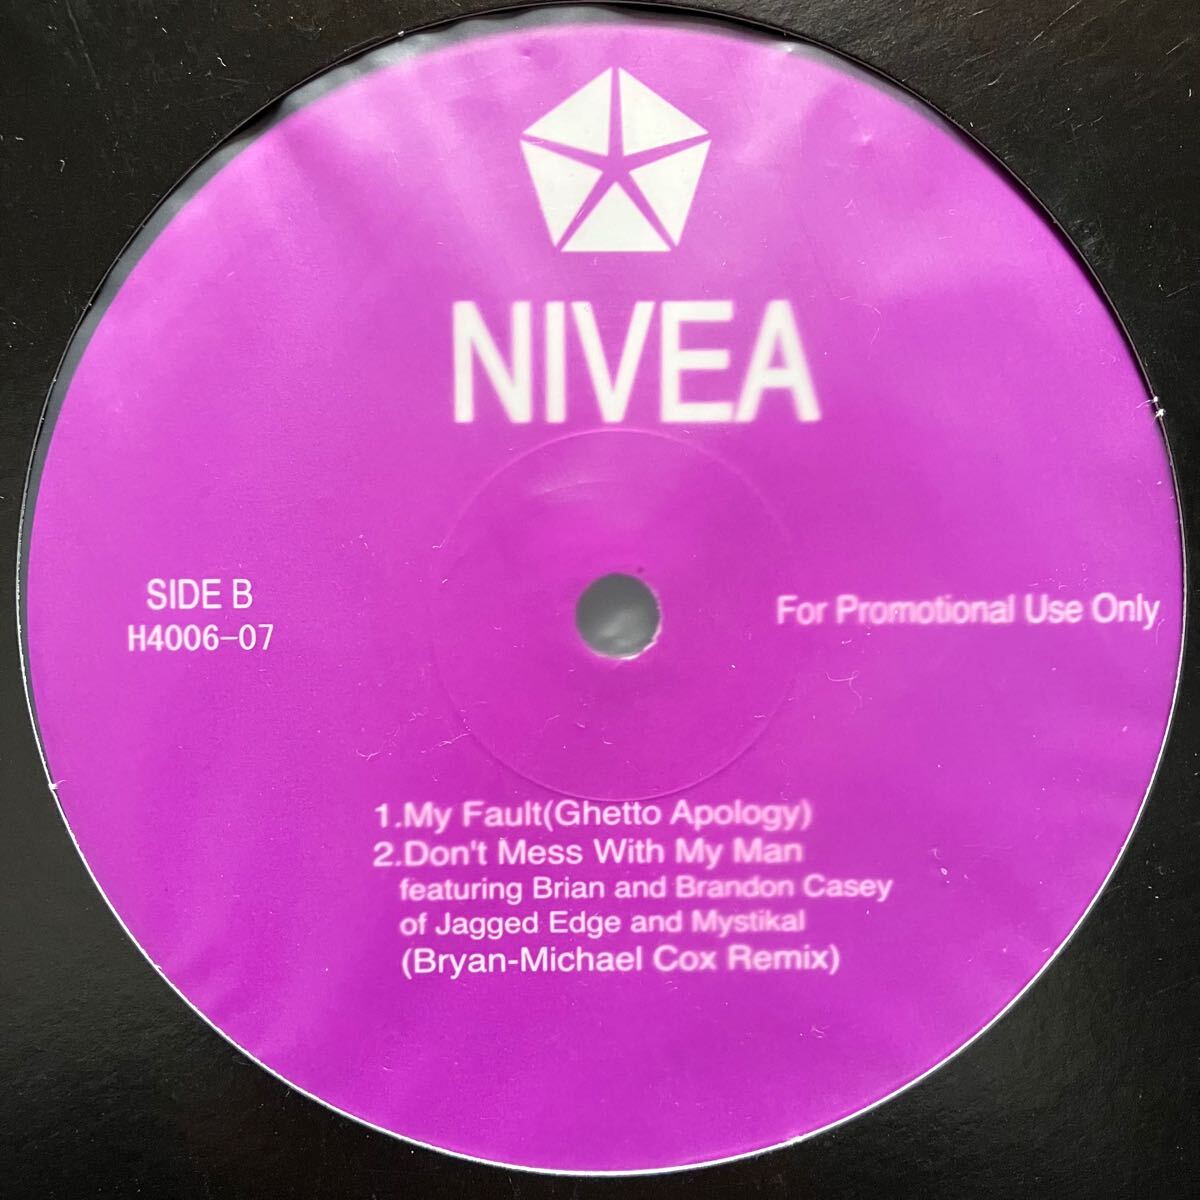 NIVEA
SIDE B
H4006-07
For Promotional Use Only
1.My Fault(Ghetto Apology)
2.Don't Mess With My Man
featuring Brian and Brandon Casey
of Jagged Edge and Mystikal
(Bryan-Michael Cox Remix)